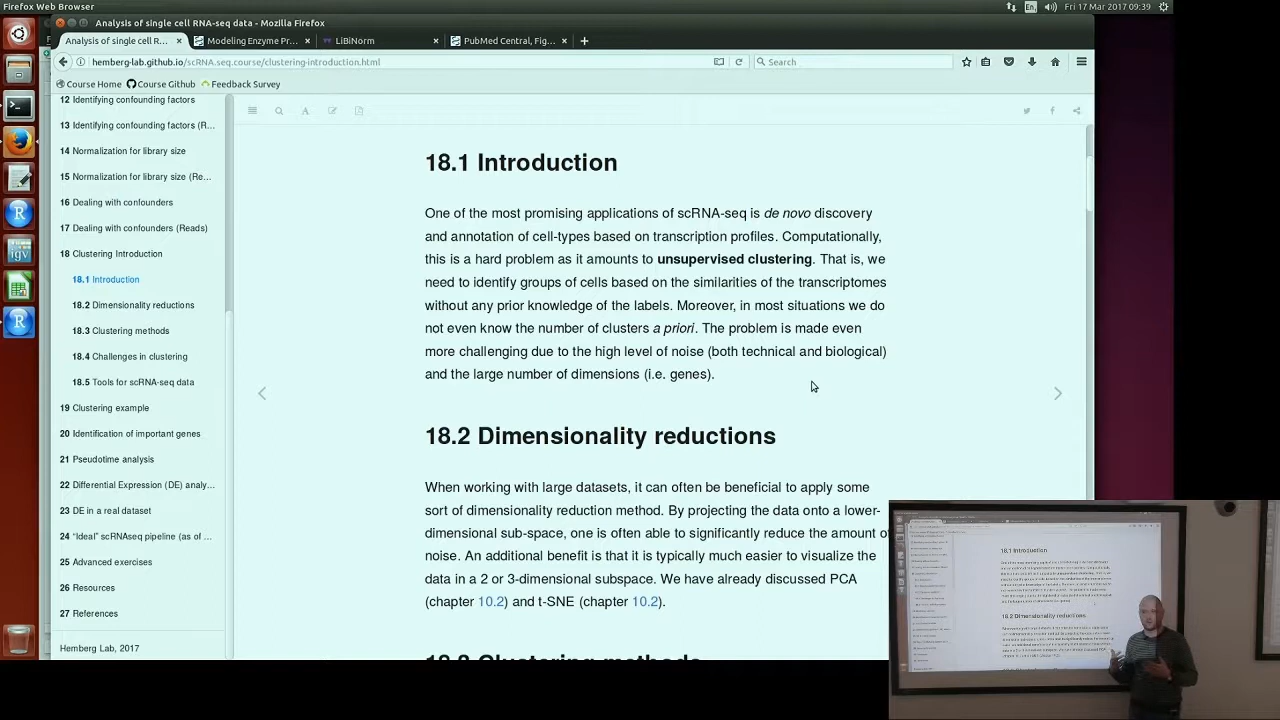 Firefox Web Browser
En
Fri 17 Mar 2017 09:39
Analysis of single cell RNA-seq data - Mozilla Firefox
Analysis of single cell R...
Modeling Enzyme Pr...
LiBiNorm
PubMed Central, Fig...
hemberg-lab.github.io/scRNA.seq.course/clustering-introduction.html
Search
Course Home
Course Github
Feedback Survey
12 Identifying confounding factors
13 Identifying confounding factors (R...
14 Normalization for library size
15 Normalization for library size (Re...
16 Dealing with confounders
17 Dealing with confounders (Reads)
18 Clustering Introduction
18.1 Introduction
18.2 Dimensionality reductions
18.3 Clustering methods
18.4 Challenges in clustering
18.5 Tools for scRNA-seq data
19 Clustering example
20 Identification of important genes
21 Pseudotime analysis
22 Differential Expression (DE) analy...
23 DE in a real dataset
24 "Ideal" scRNAseq pipeline (as of ...
25 Advanced exercises
26 Resources
27 References
Hemberg Lab, 2017
18.1 Introduction
One of the most promising applications of scRNA-seq is de novo discovery
and annotation of cell-types based on transcription profiles. Computationally,
this is a hard problem as it amounts to unsupervised clustering. That is, we
need to identify groups of cells based on the similarities of the transcriptomes
without any prior knowledge of the labels. Moreover, in most situations we do
not even know the number of clusters a priori. The problem is made even
more challenging due to the high level of noise (both technical and biological)
and the large number of dimensions (i.e. genes).
18.2 Dimensionality reductions
When working with large datasets, it can often be beneficial to apply some
sort of dimensionality reduction method. By projecting the data onto a lower-
dimensional sub-space, one is often able to significantly reduce the amount of
noise. An additional benefit is that it is typically much easier to visualize the
data in a 2 or 3-dimensional subspace. We have already discussed PCA
(chapter 10.2) and t-SNE (chapter 10.2).
18.3 Clustering methods
18.1 Introduction
18.2 Dimensionality reductions